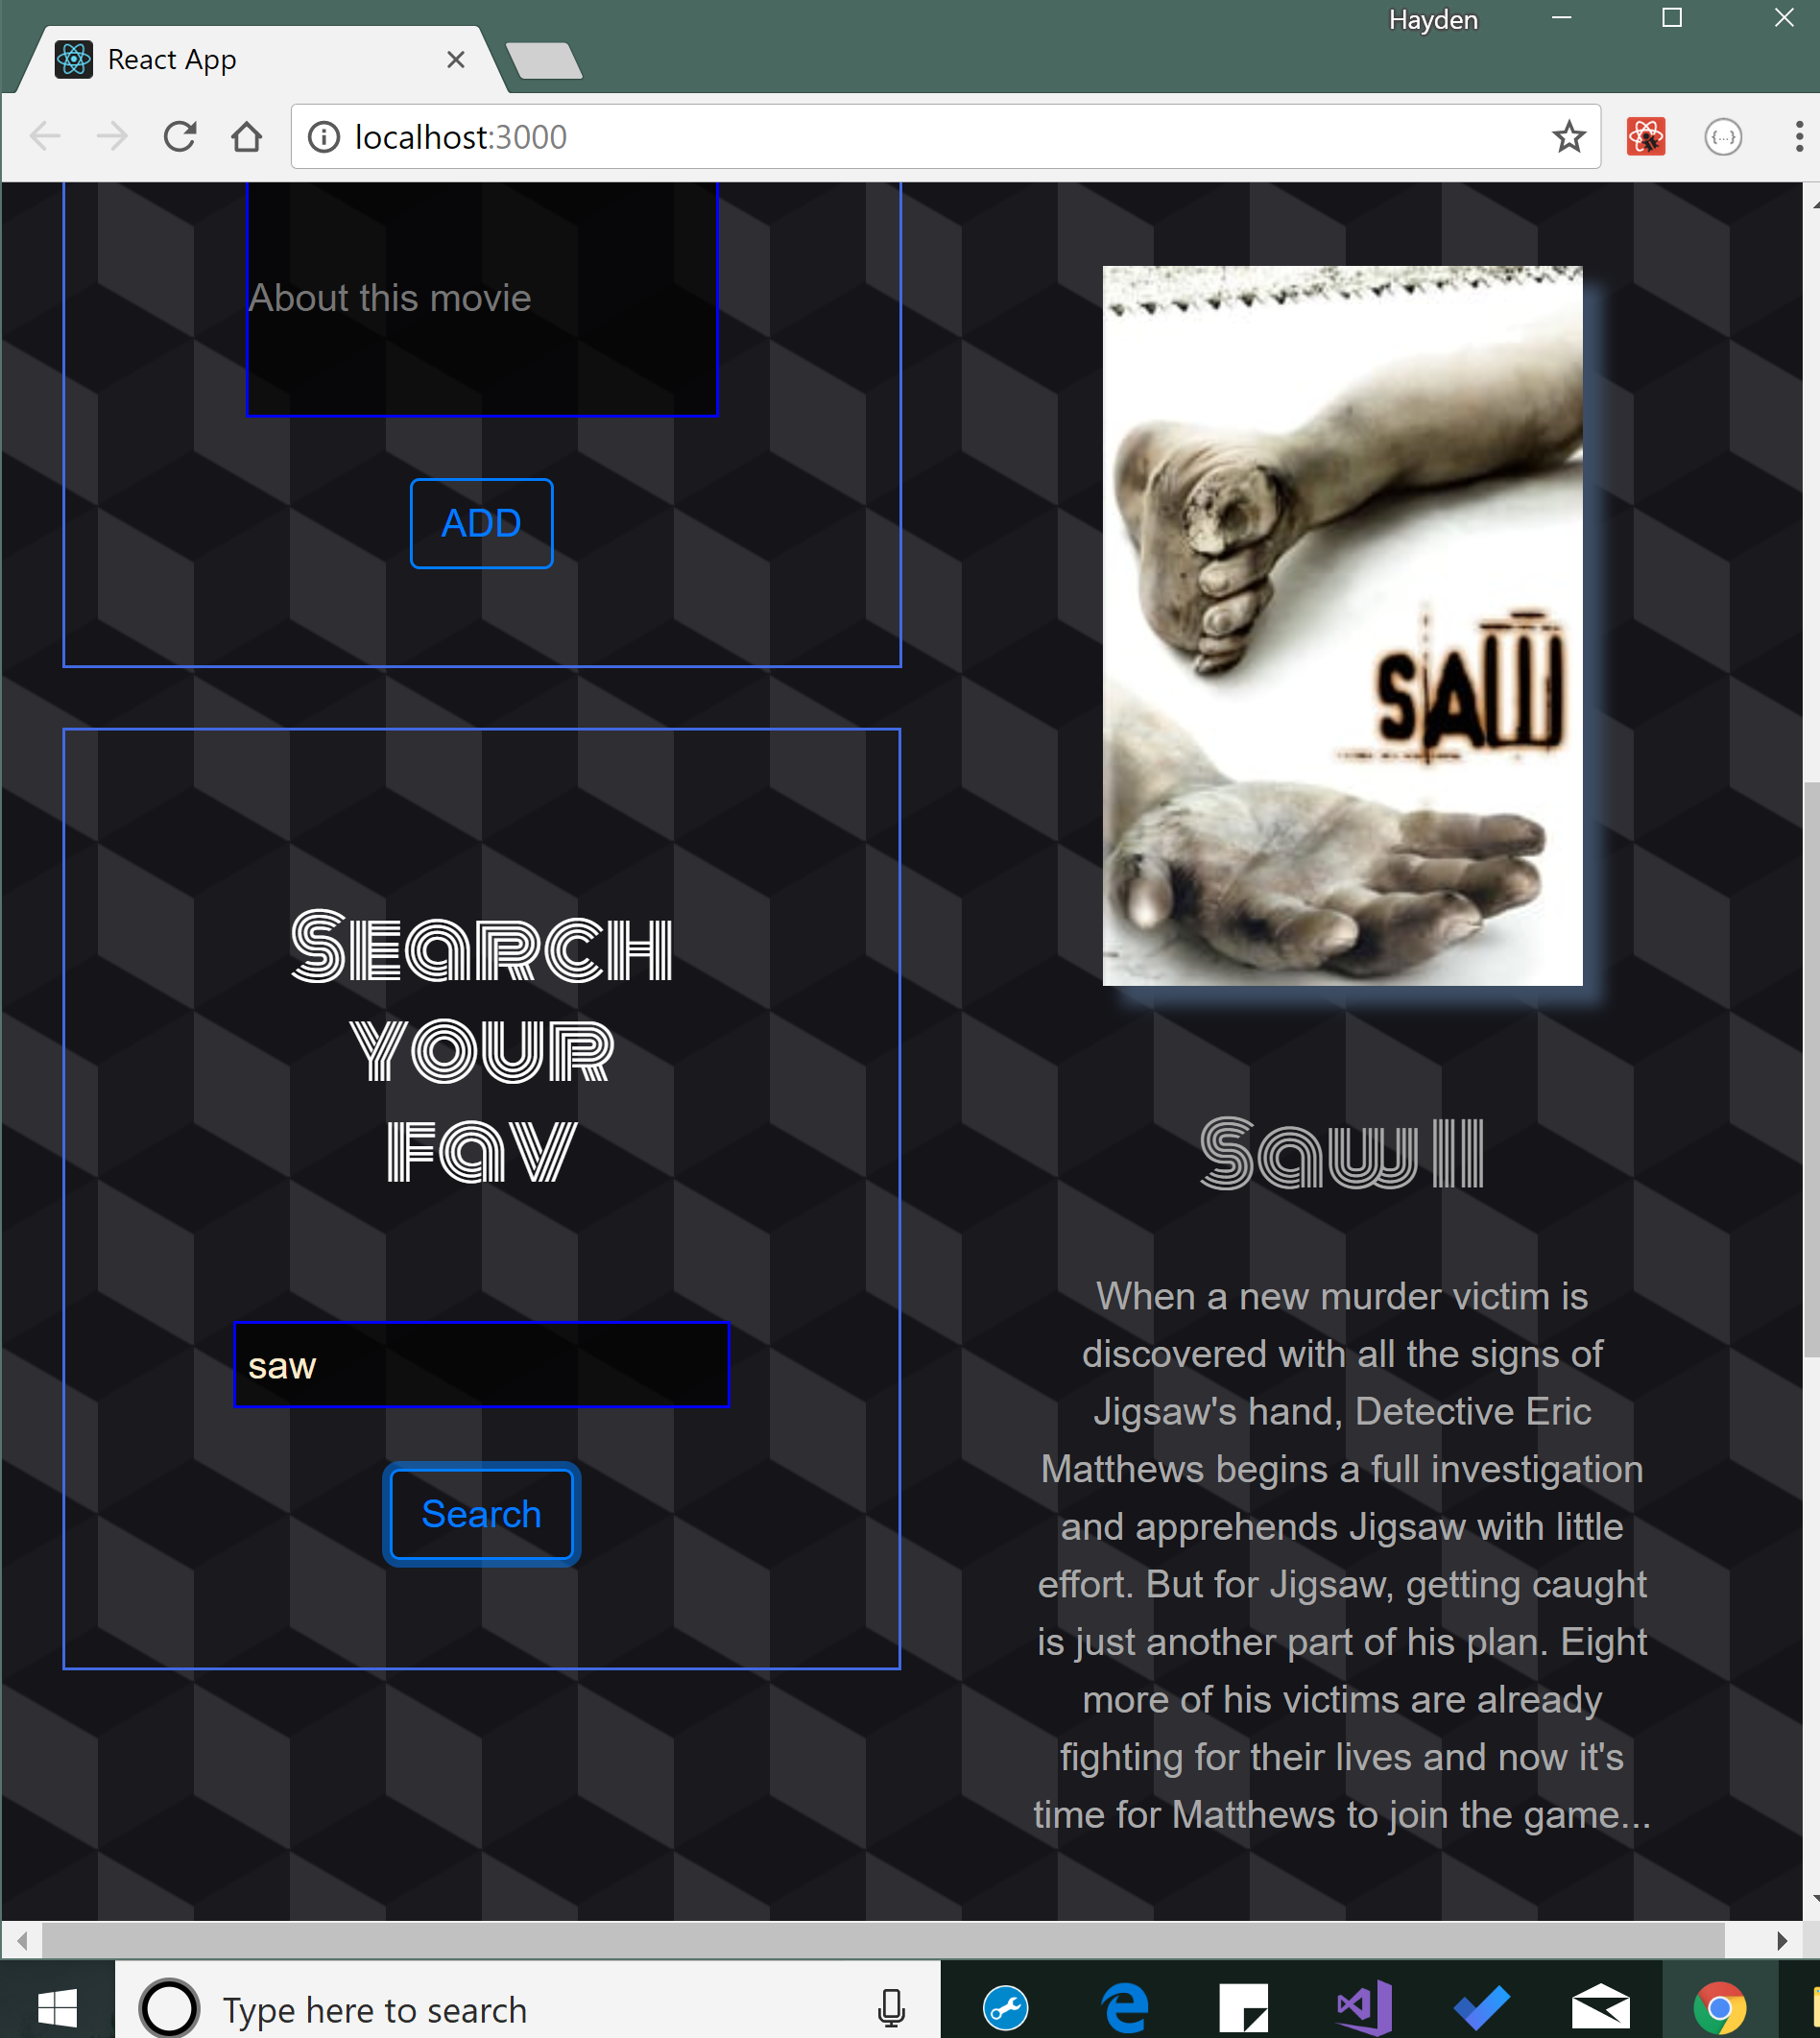 Hayden
React App
localhost:3000
About this movie
ADD
Search
your
fav
saw
Search
SAW
Saw II
When a new murder victim is
discovered with all the signs of
Jigsaw's hand, Detective Eric
Matthews begins a full investigation
and apprehends Jigsaw with little
effort. But for Jigsaw, getting caught
is just another part of his plan. Eight
more of his victims are already
fighting for their lives and now it's
time for Matthews to join the game...
Type here to search